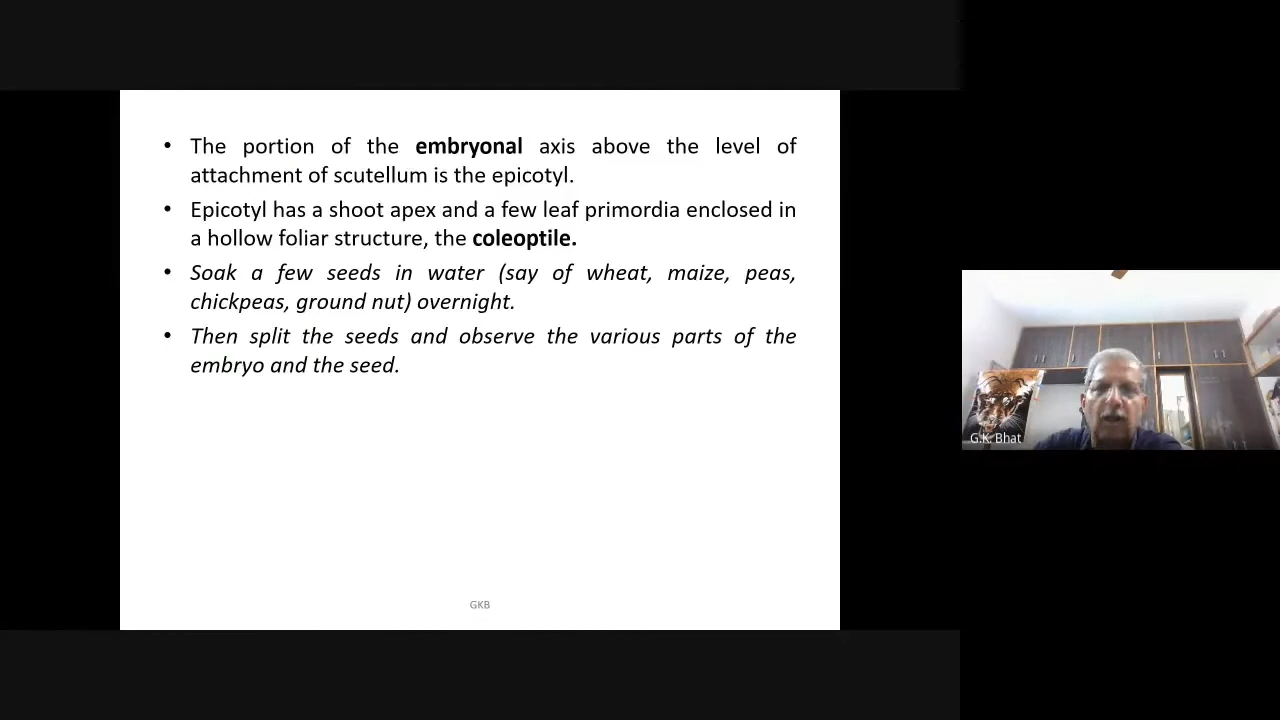 • The portion of the embryonal axis above the level of
attachment of scutellum is the epicotyl.
• Epicotyl has a shoot apex and a few leaf primordia enclosed in
a hollow foliar structure, the coleoptile.
• Soak a few seeds in water (say of wheat, maize, peas,
chickpeas, ground nut) overnight.
• Then split the seeds and observe the various parts of the
embryo and the seed.
GKB
G.K. Bhat